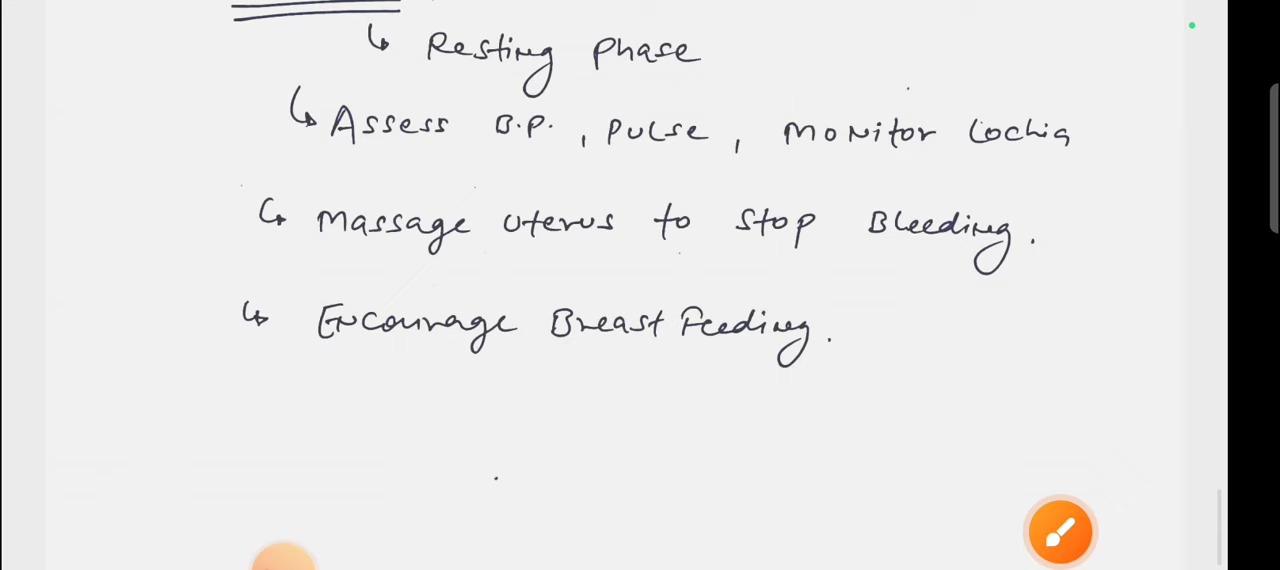 ↳ Resting Phase
↳ Assess B.P., Pulse, Monitor Lochia
↳ Massage Uterus to Stop Bleeding.
↳ Encourage Breast Feeding.